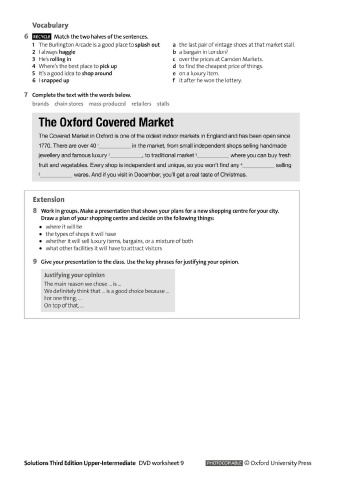 Vocabulary
6 RECYCLE Match the two halves of the sentences.
1 The Burlington Arcade is a good place to splash out
2 I always haggle
3 He's rolling in
4 Where's the best place to pick up
5 It's a good idea to shop around
6 I snapped up
a the last pair of vintage shoes at that market stall.
b a bargain in London?
c over the prices at Camden Markets.
d to find the cheapest price of things.
e on a luxury item.
f it after he won the lottery.
7 Complete the text with the words below.
brands chain stores mass-produced retailers stalls
The Oxford Covered Market
The Covered Market in Oxford is one of the oldest indoor markets in England and has been open since
1770. There are over 40 1__________ in the market, from small independent shops selling handmade
jewellery and famous luxury 2__________, to traditional market 3__________ where you can buy fresh
fruit and vegetables. Every shop is independent and unique, so you won't find any 4__________ selling
5__________ wares. And if you visit in December, you'll get a real taste of Christmas.
Extension
8 Work in groups. Make a presentation that shows your plans for a new shopping centre for your city.
Draw a plan of your shopping centre and decide on the following things:
• where it will be
• the types of shops it will have
• whether it will sell luxury items, bargains, or a mixture of both
• what other facilities it will have to attract visitors
9 Give your presentation to the class. Use the key phrases for justifying your opinion.
Justifying your opinion
The main reason we chose ... is ...
We definitely think that ... is a good choice because ...
For one thing, ...
On top of that, ...
Solutions Third Edition Upper-Intermediate DVD worksheet 9 PHOTOCOPIABLE © Oxford University Press